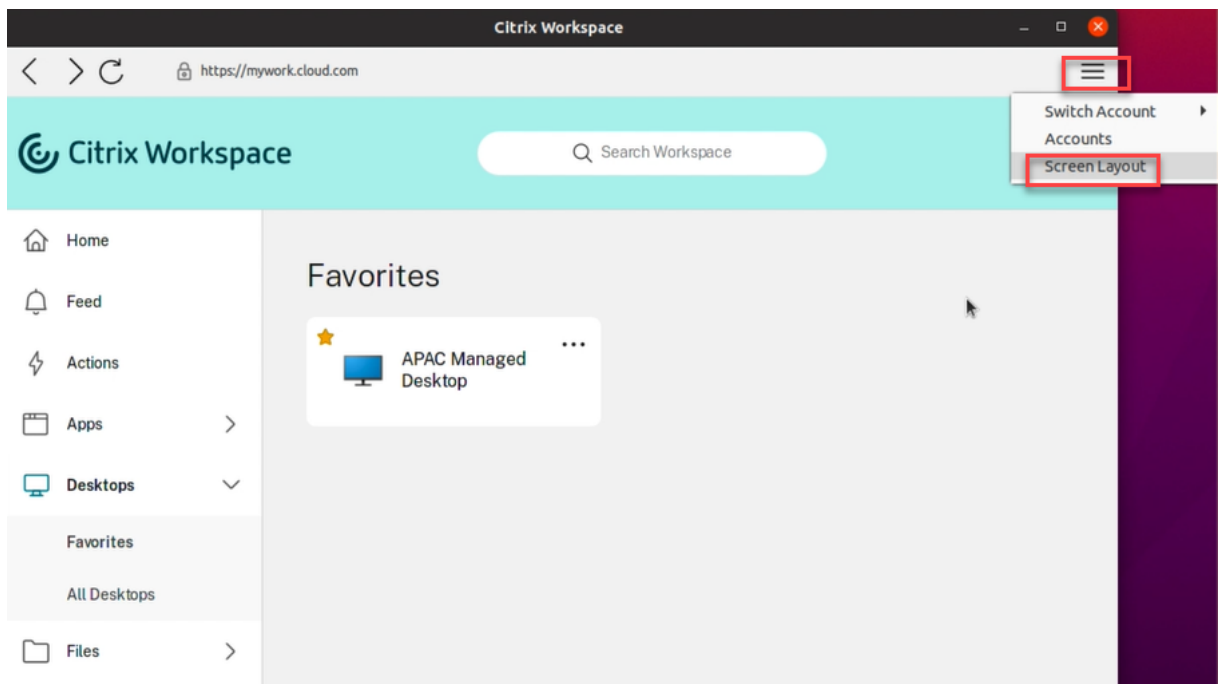 Citrix Workspace
https://mywork.cloud.com
Switch Account
Accounts
Screen Layout
Citrix Workspace
Search Workspace
Home
Feed
Actions
Apps
Desktops
Favorites
All Desktops
Files
Favorites
APAC Managed
Desktop